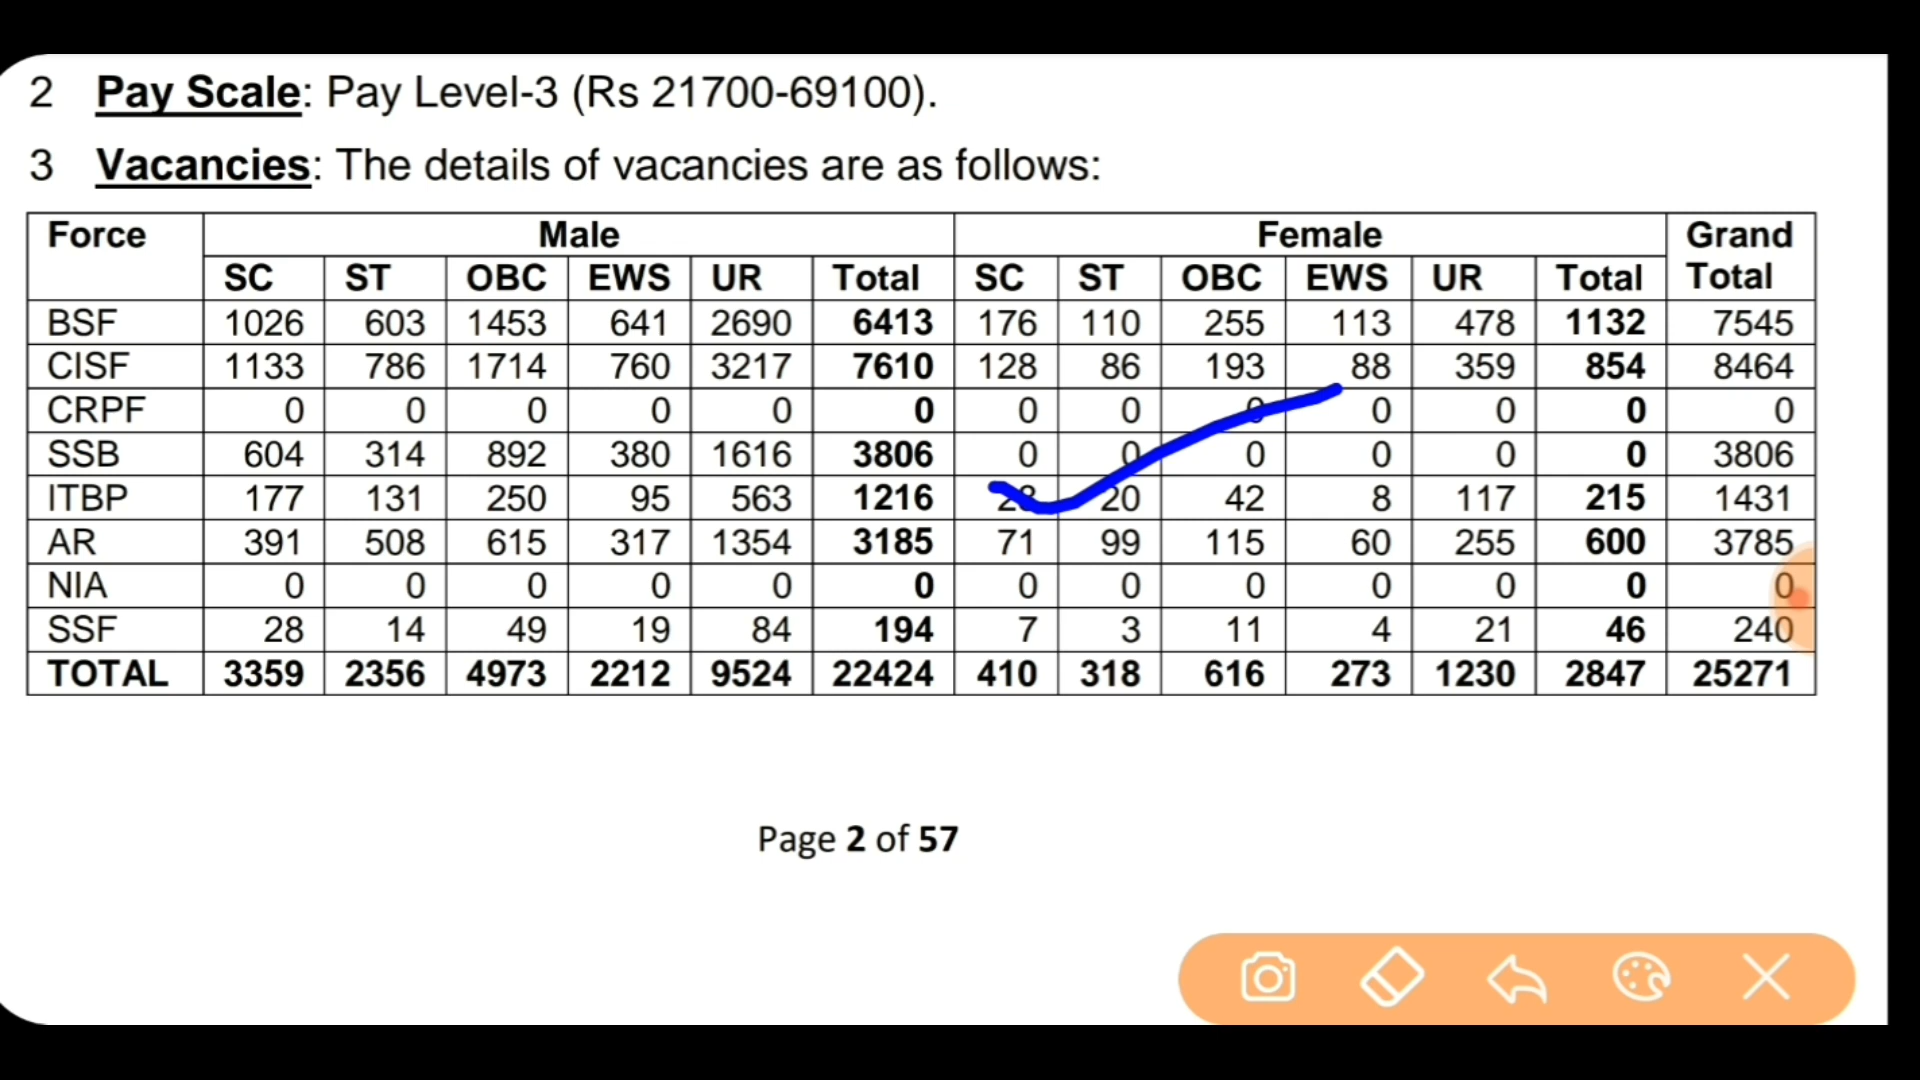 2 Pay Scale: Pay Level-3 (Rs 21700-69100).
3 Vacancies: The details of vacancies are as follows:
Force Male Female Grand Total
SC ST OBC EWS UR Total SC ST OBC EWS UR Total
BSF 1026 603 1453 641 2690 6413 176 110 255 113 478 1132 7545
CISF 1133 786 1714 760 3217 7610 128 86 193 88 359 854 8464
CRPF 0 0 0 0 0 0 0 0 0 0 0 0 0
SSB 604 314 892 380 1616 3806 0 0 0 0 0 0 3806
ITBP 177 131 250 95 563 1216 28 20 42 8 117 215 1431
AR 391 508 615 317 1354 3185 71 99 115 60 255 600 3785
NIA 0 0 0 0 0 0 0 0 0 0 0 0 0
SSF 28 14 49 19 84 194 7 3 11 4 21 46 240
TOTAL 3359 2356 4973 2212 9524 22424 410 318 616 273 1230 2847 25271
Page 2 of 57